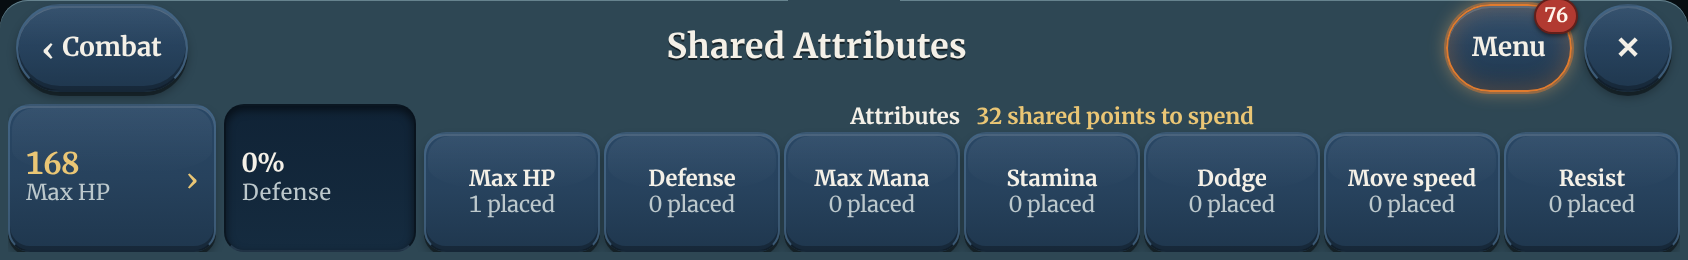 ‹ Combat
Shared Attributes
Menu
76
×
168
Max HP
›
0%
Defense
Attributes 32 shared points to spend
Max HP
1 placed
Defense
0 placed
Max Mana
0 placed
Stamina
0 placed
Dodge
0 placed
Move speed
0 placed
Resist
0 placed